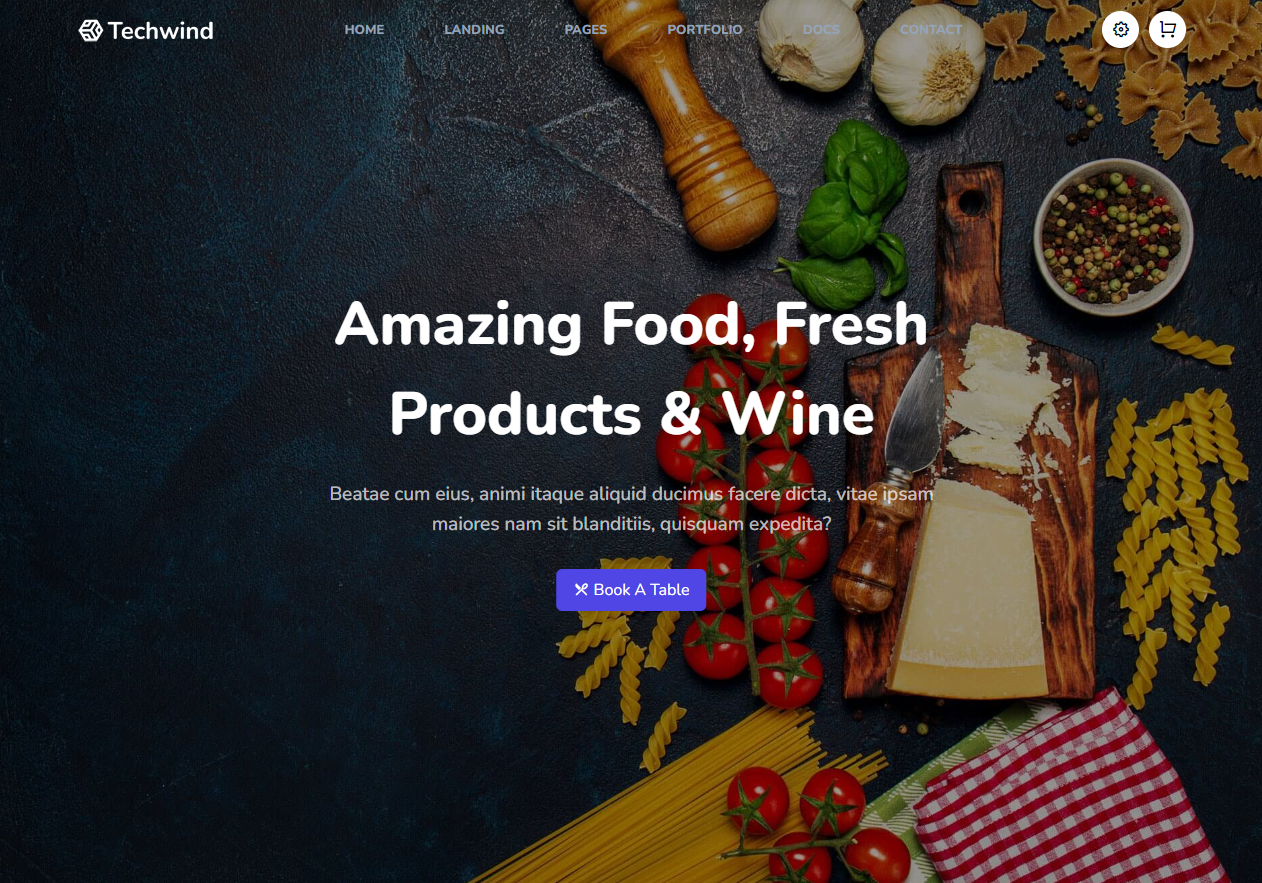 Techwind
HOME
LANDING
PAGES
PORTFOLIO
DOCS
CONTACT
Amazing Food, Fresh
Products & Wine
Beatae cum eius, animi itaque aliquid ducimus facere dicta, vitae ipsam
maiores nam sit blanditiis, quisquam expedita?
Book A Table